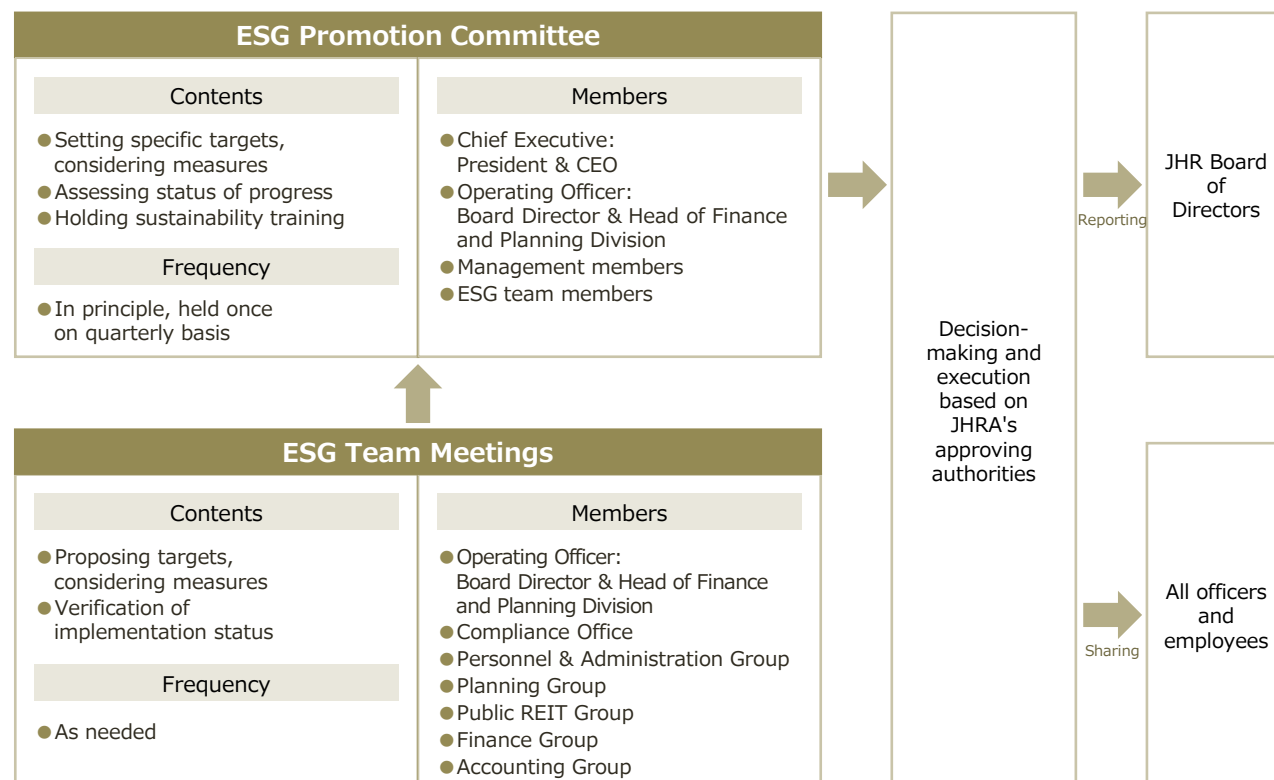 ESG Promotion Committee
Contents
●Setting specific targets,
considering measures
●Assessing status of progress
●Holding sustainability training
Frequency
●In principle, held once
on quarterly basis
Members
●Chief Executive:
President & CEO
●Operating Officer:
Board Director & Head of Finance
and Planning Division
●Management members
●ESG team members
ESG Team Meetings
Contents
●Proposing targets,
considering measures
●Verification of
implementation status
Frequency
●As needed
Members
●Operating Officer:
Board Director & Head of Finance
and Planning Division
●Compliance Office
●Personnel & Administration Group
●Planning Group
●Public REIT Group
●Finance Group
●Accounting Group
Decision-
making and
execution
based on
JHRA's
approving
authorities
Reporting
JHR Board
of
Directors
Sharing
All officers
and
employees